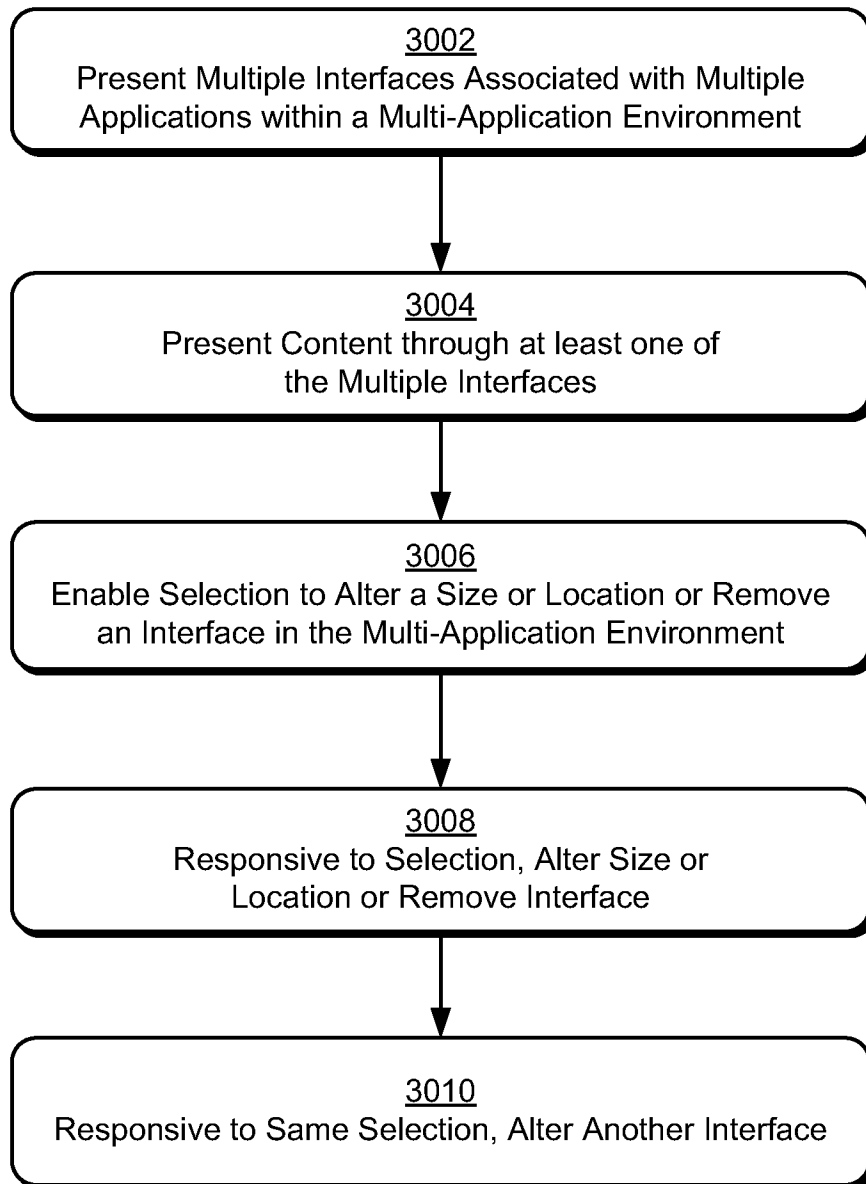 3002
Present Multiple Interfaces Associated with Multiple
Applications within a Multi-Application Environment
3004
Present Content through at least one of
the Multiple Interfaces
3006
Enable Selection to Alter a Size or Location or Remove
an Interface in the Multi-Application Environment
3008
Responsive to Selection, Alter Size or
Location or Remove Interface
3010
Responsive to Same Selection, Alter Another Interface